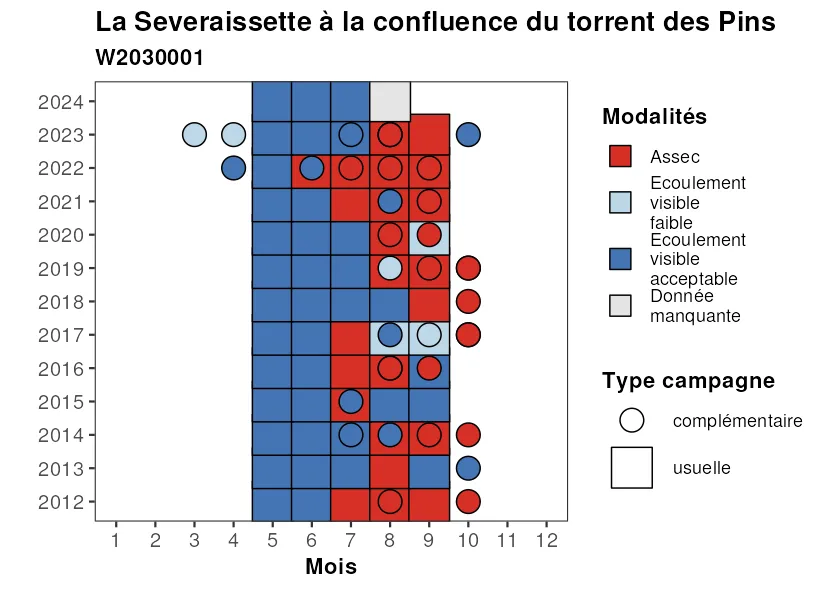 La Severaissette à la confluence du torrent des Pins
W2030001
2024
2023
2022
2021
2020
2019
2018
2017
2016
2015
2014
2013
2012
1 2 3 4 5 6 7 8 9 10 11 12
Mois
Modalités
Assec
Ecoulement
visible
faible
Ecoulement
visible
acceptable
Donnée
manquante
Type campagne
complémentaire
usuelle